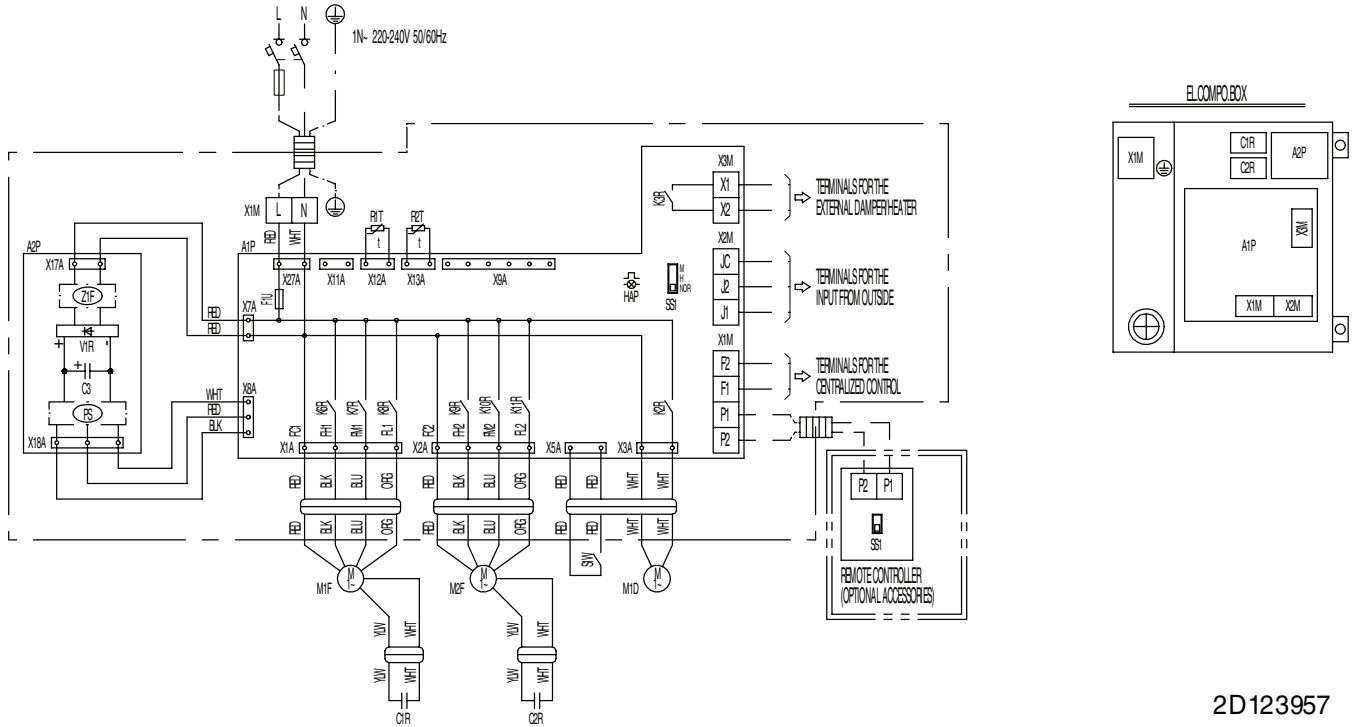 L N
1N~ 220-240V 50/60Hz
EL.COMPO.BOX
X1M
C1R
C2R
A2P
A1P
X3M
X1M X2M
X1M L N
RED WHT
R1T
t
R2T
t
A1P
X27A X11A X12A X13A X9A
F1U
HAP
SS1
M
H
NOR
K3R
X3M
X1
X2
TERMINALS FOR THE
EXTERNAL DAMPER HEATER
X2M
JC
J2
J1
TERMINALS FOR THE
INPUT FROM OUTSIDE
X1M
F2
F1
P1
P2
TERMINALS FOR THE
CENTRALIZED CONTROL
A2P
X17A
Z1F
V1R
+ -
+
C3
PS
X18A
RED
RED
X7A
WHT
RED
BLK
X8A
K6R K7R K8R K9R K10R K11R K2R
FC1 FH1 RM1 FL1 FC2 FH2 RM2 FL2
X1A X2A X5A X3A
RED BLK BLU ORG RED BLK BLU ORG RED RED WHT WHT
RED BLK BLU ORG RED BLK BLU ORG RED RED WHT WHT
S1W
M1F M
1~
M2F M
1~
M1D M
1~
YLW WHT YLW WHT
YLW WHT YLW WHT
C1R C2R
P2 P1
SS1
REMOTE CONTROLLER
(OPTIONAL ACCESSORIES)
2D123957